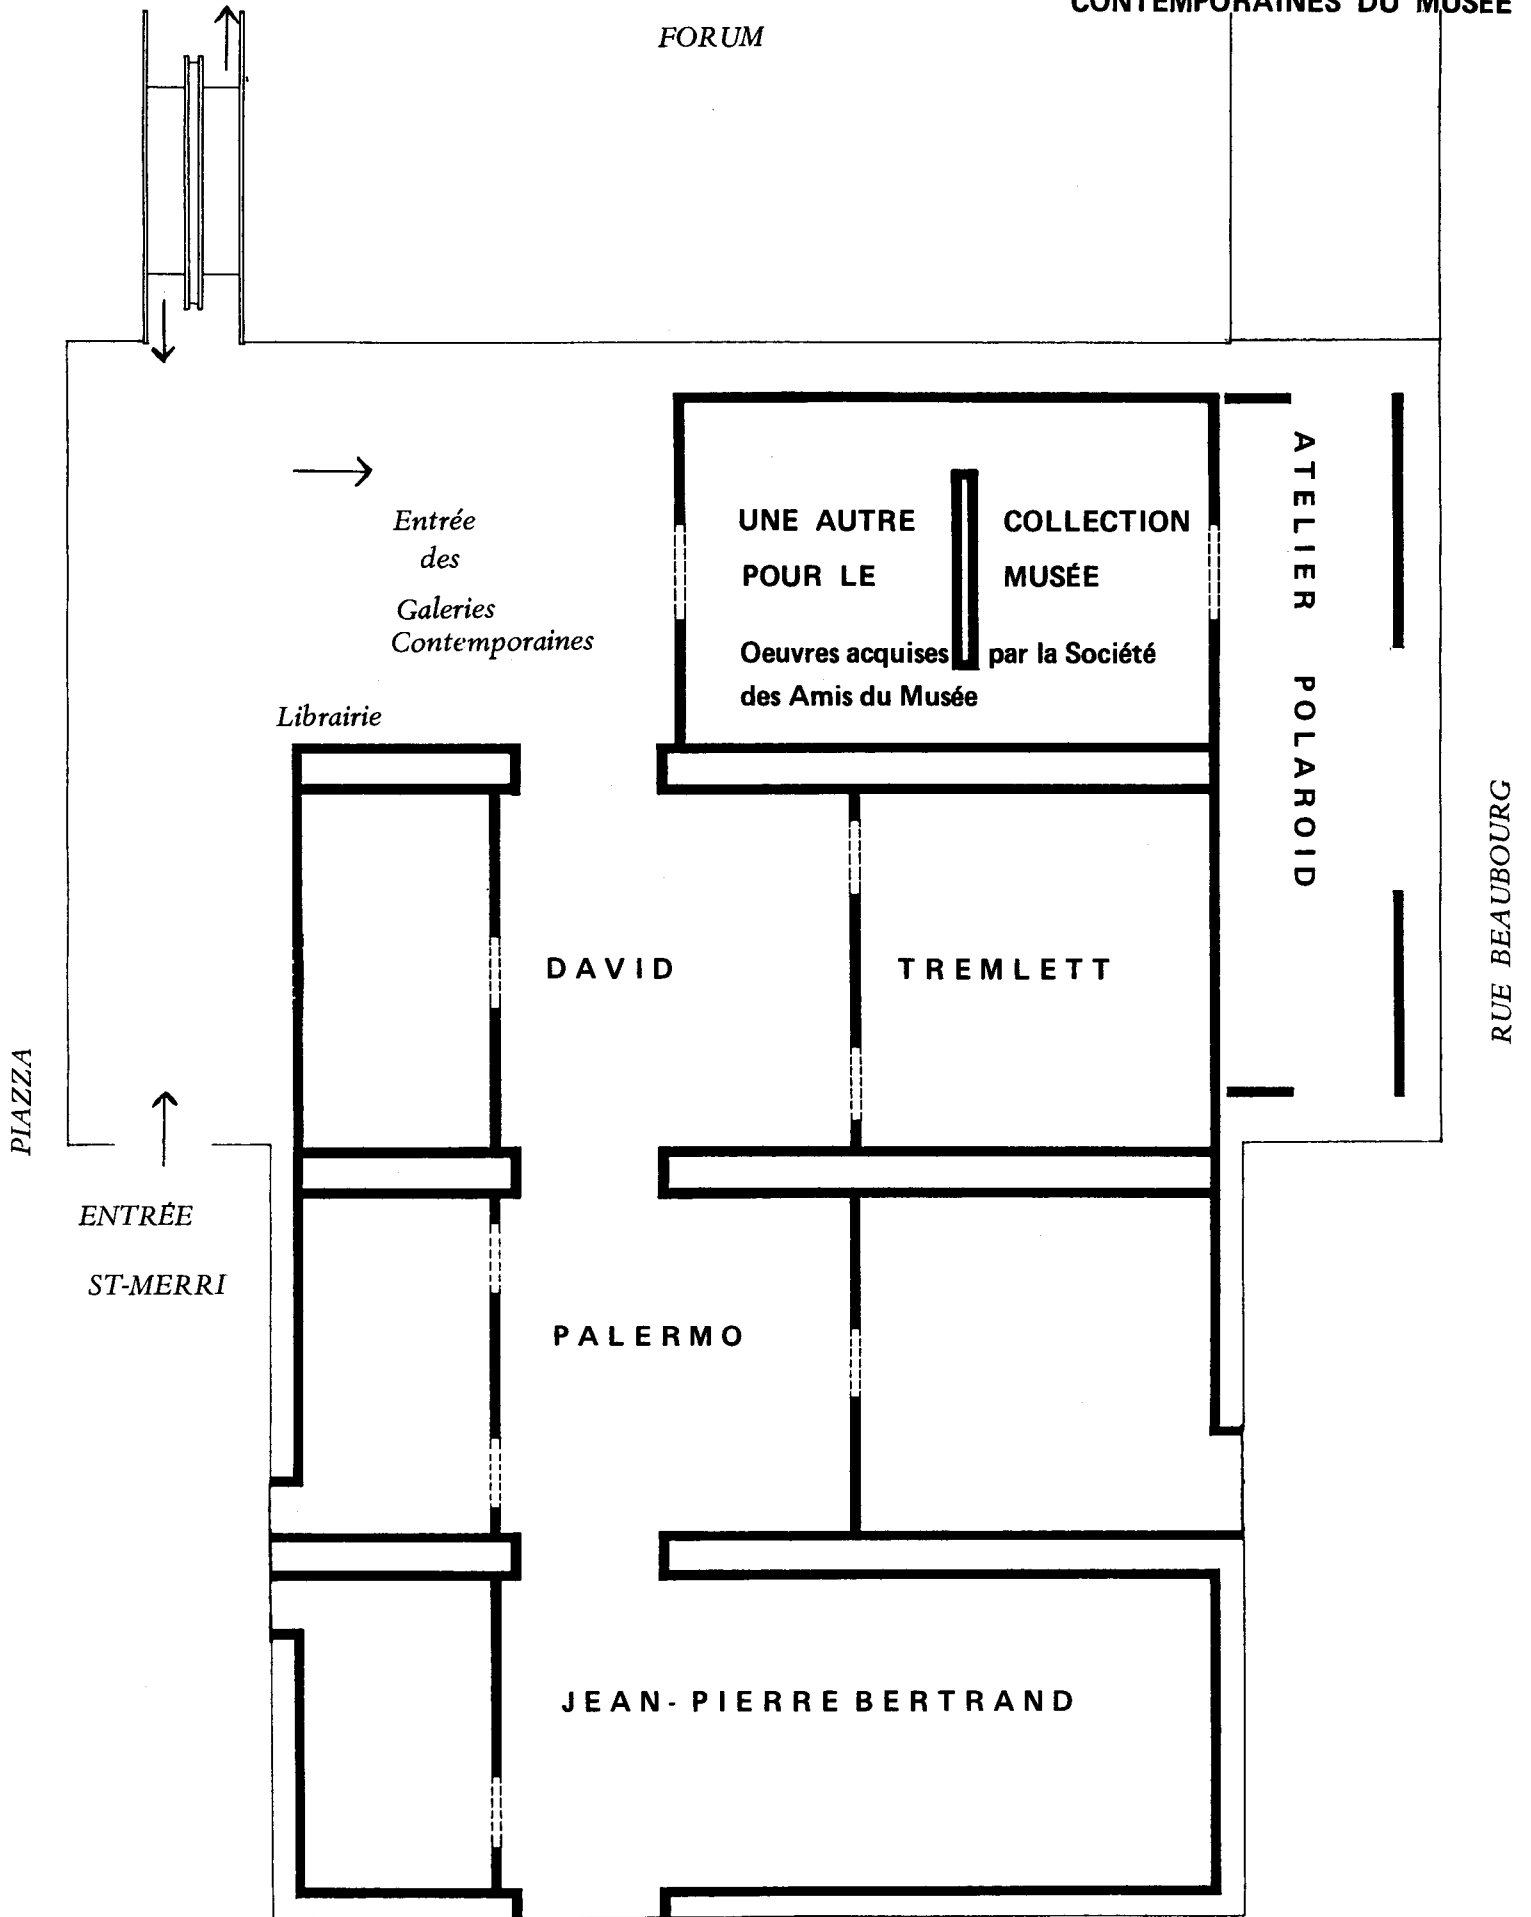 CONTEMPORAINES DU MUSEE
FORUM
Entrée
des
Galeries
Contemporaines
Librairie
UNE AUTRE COLLECTION
POUR LE MUSÉE
Oeuvres acquises par la Société
des Amis du Musée
ATELIER POLAROID
RUE BEAUBOURG
DAVID TREMLETT
PIAZZA
ENTRÉE
ST-MERRI
PALERMO
JEAN-PIERRE BERTRAND